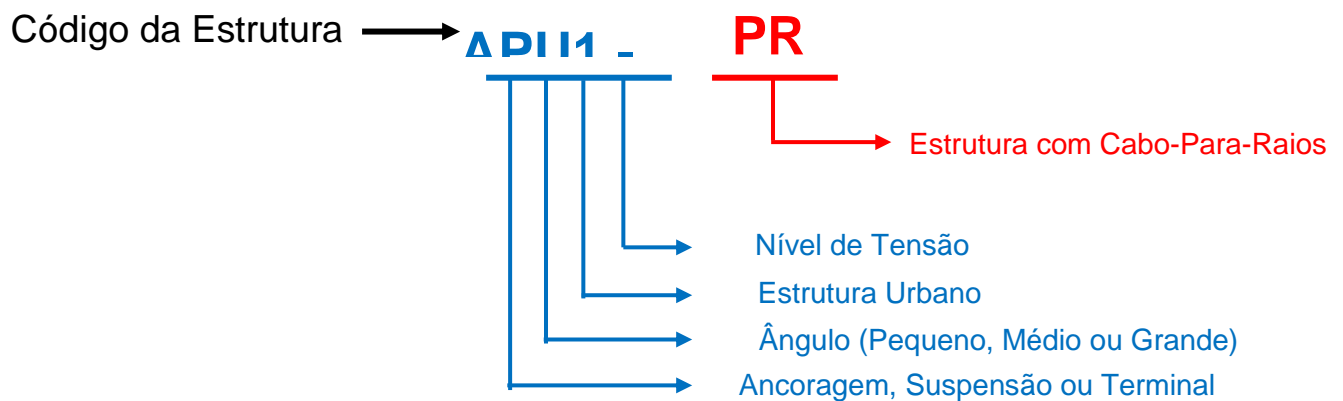 Código da Estrutura
APU1 - PR
Estrutura com Cabo-Para-Raios
Nível de Tensão
Estrutura Urbano
Ângulo (Pequeno, Médio ou Grande)
Ancoragem, Suspensão ou Terminal